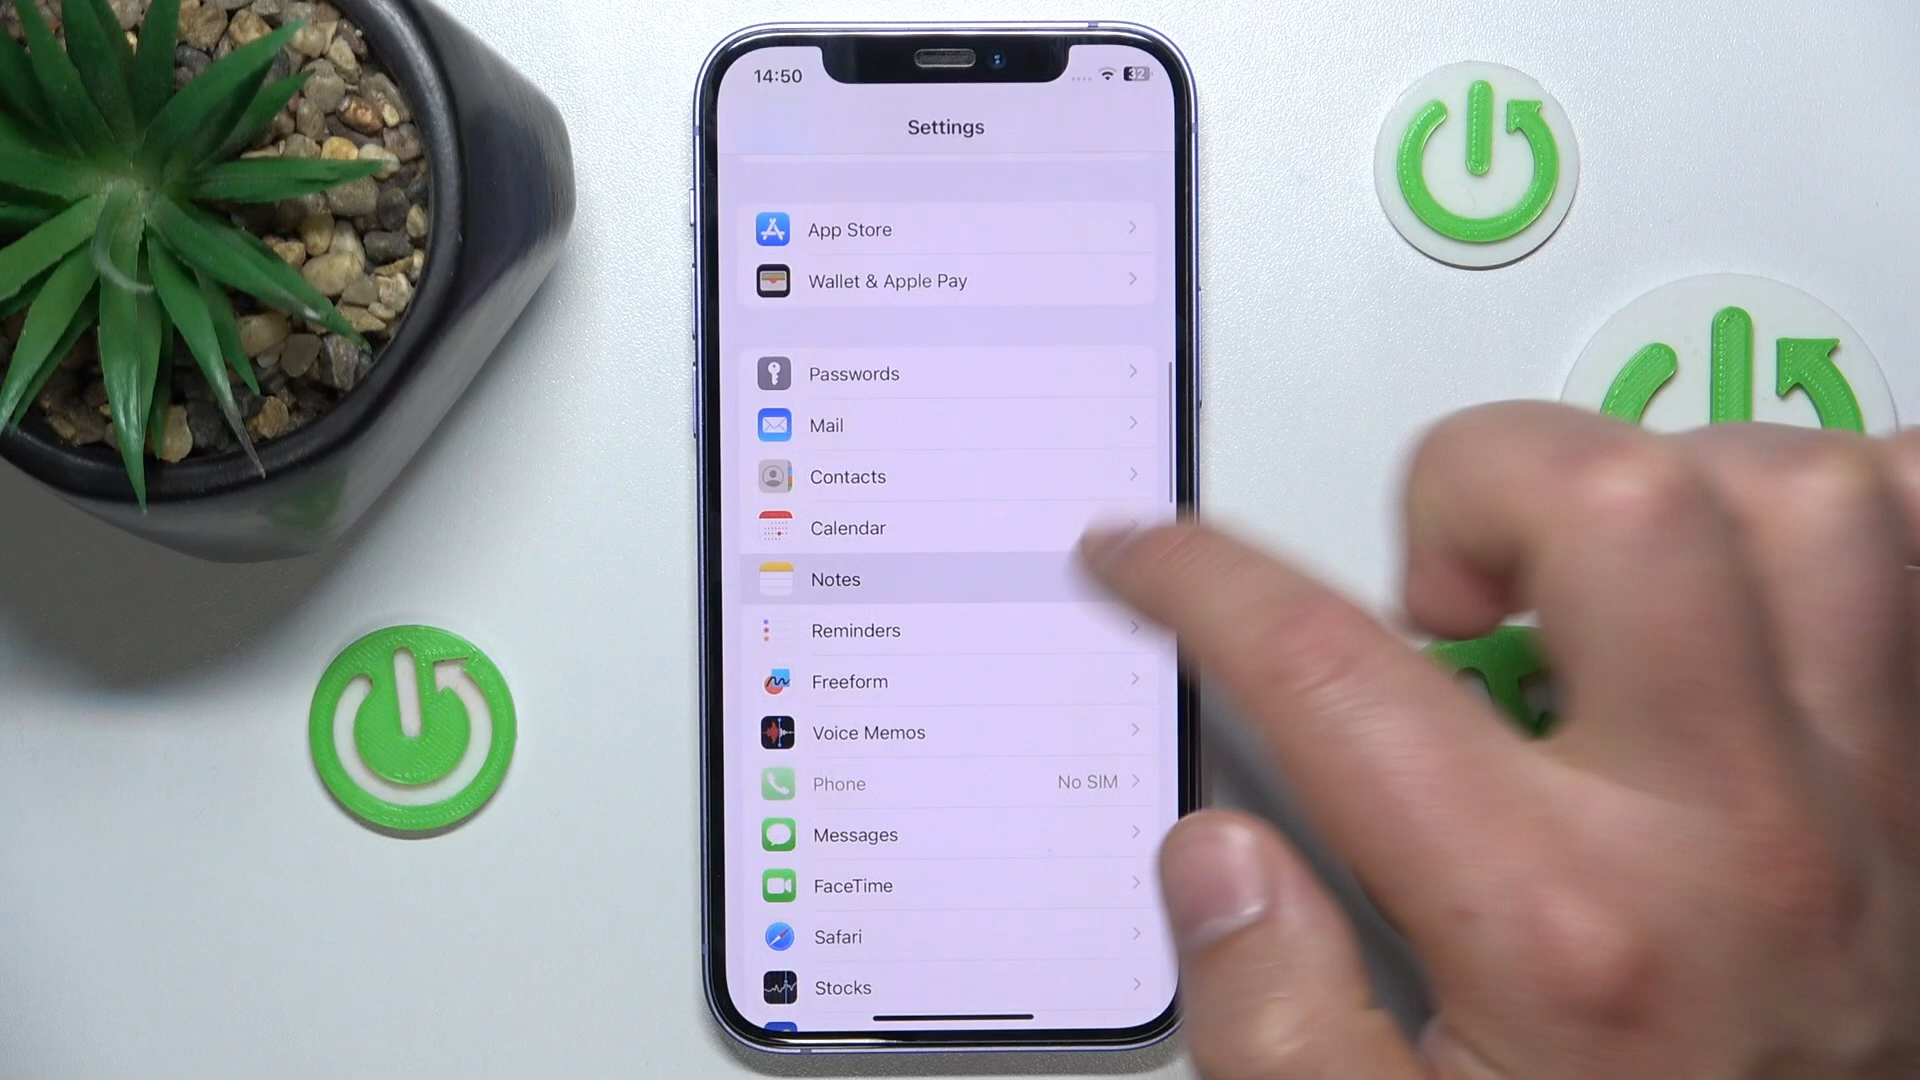 14:50
32
Settings
App Store
Wallet & Apple Pay
Passwords
Mail
Contacts
Calendar
Notes
Reminders
Freeform
Voice Memos
Phone No SIM
Messages
FaceTime
Safari
Stocks